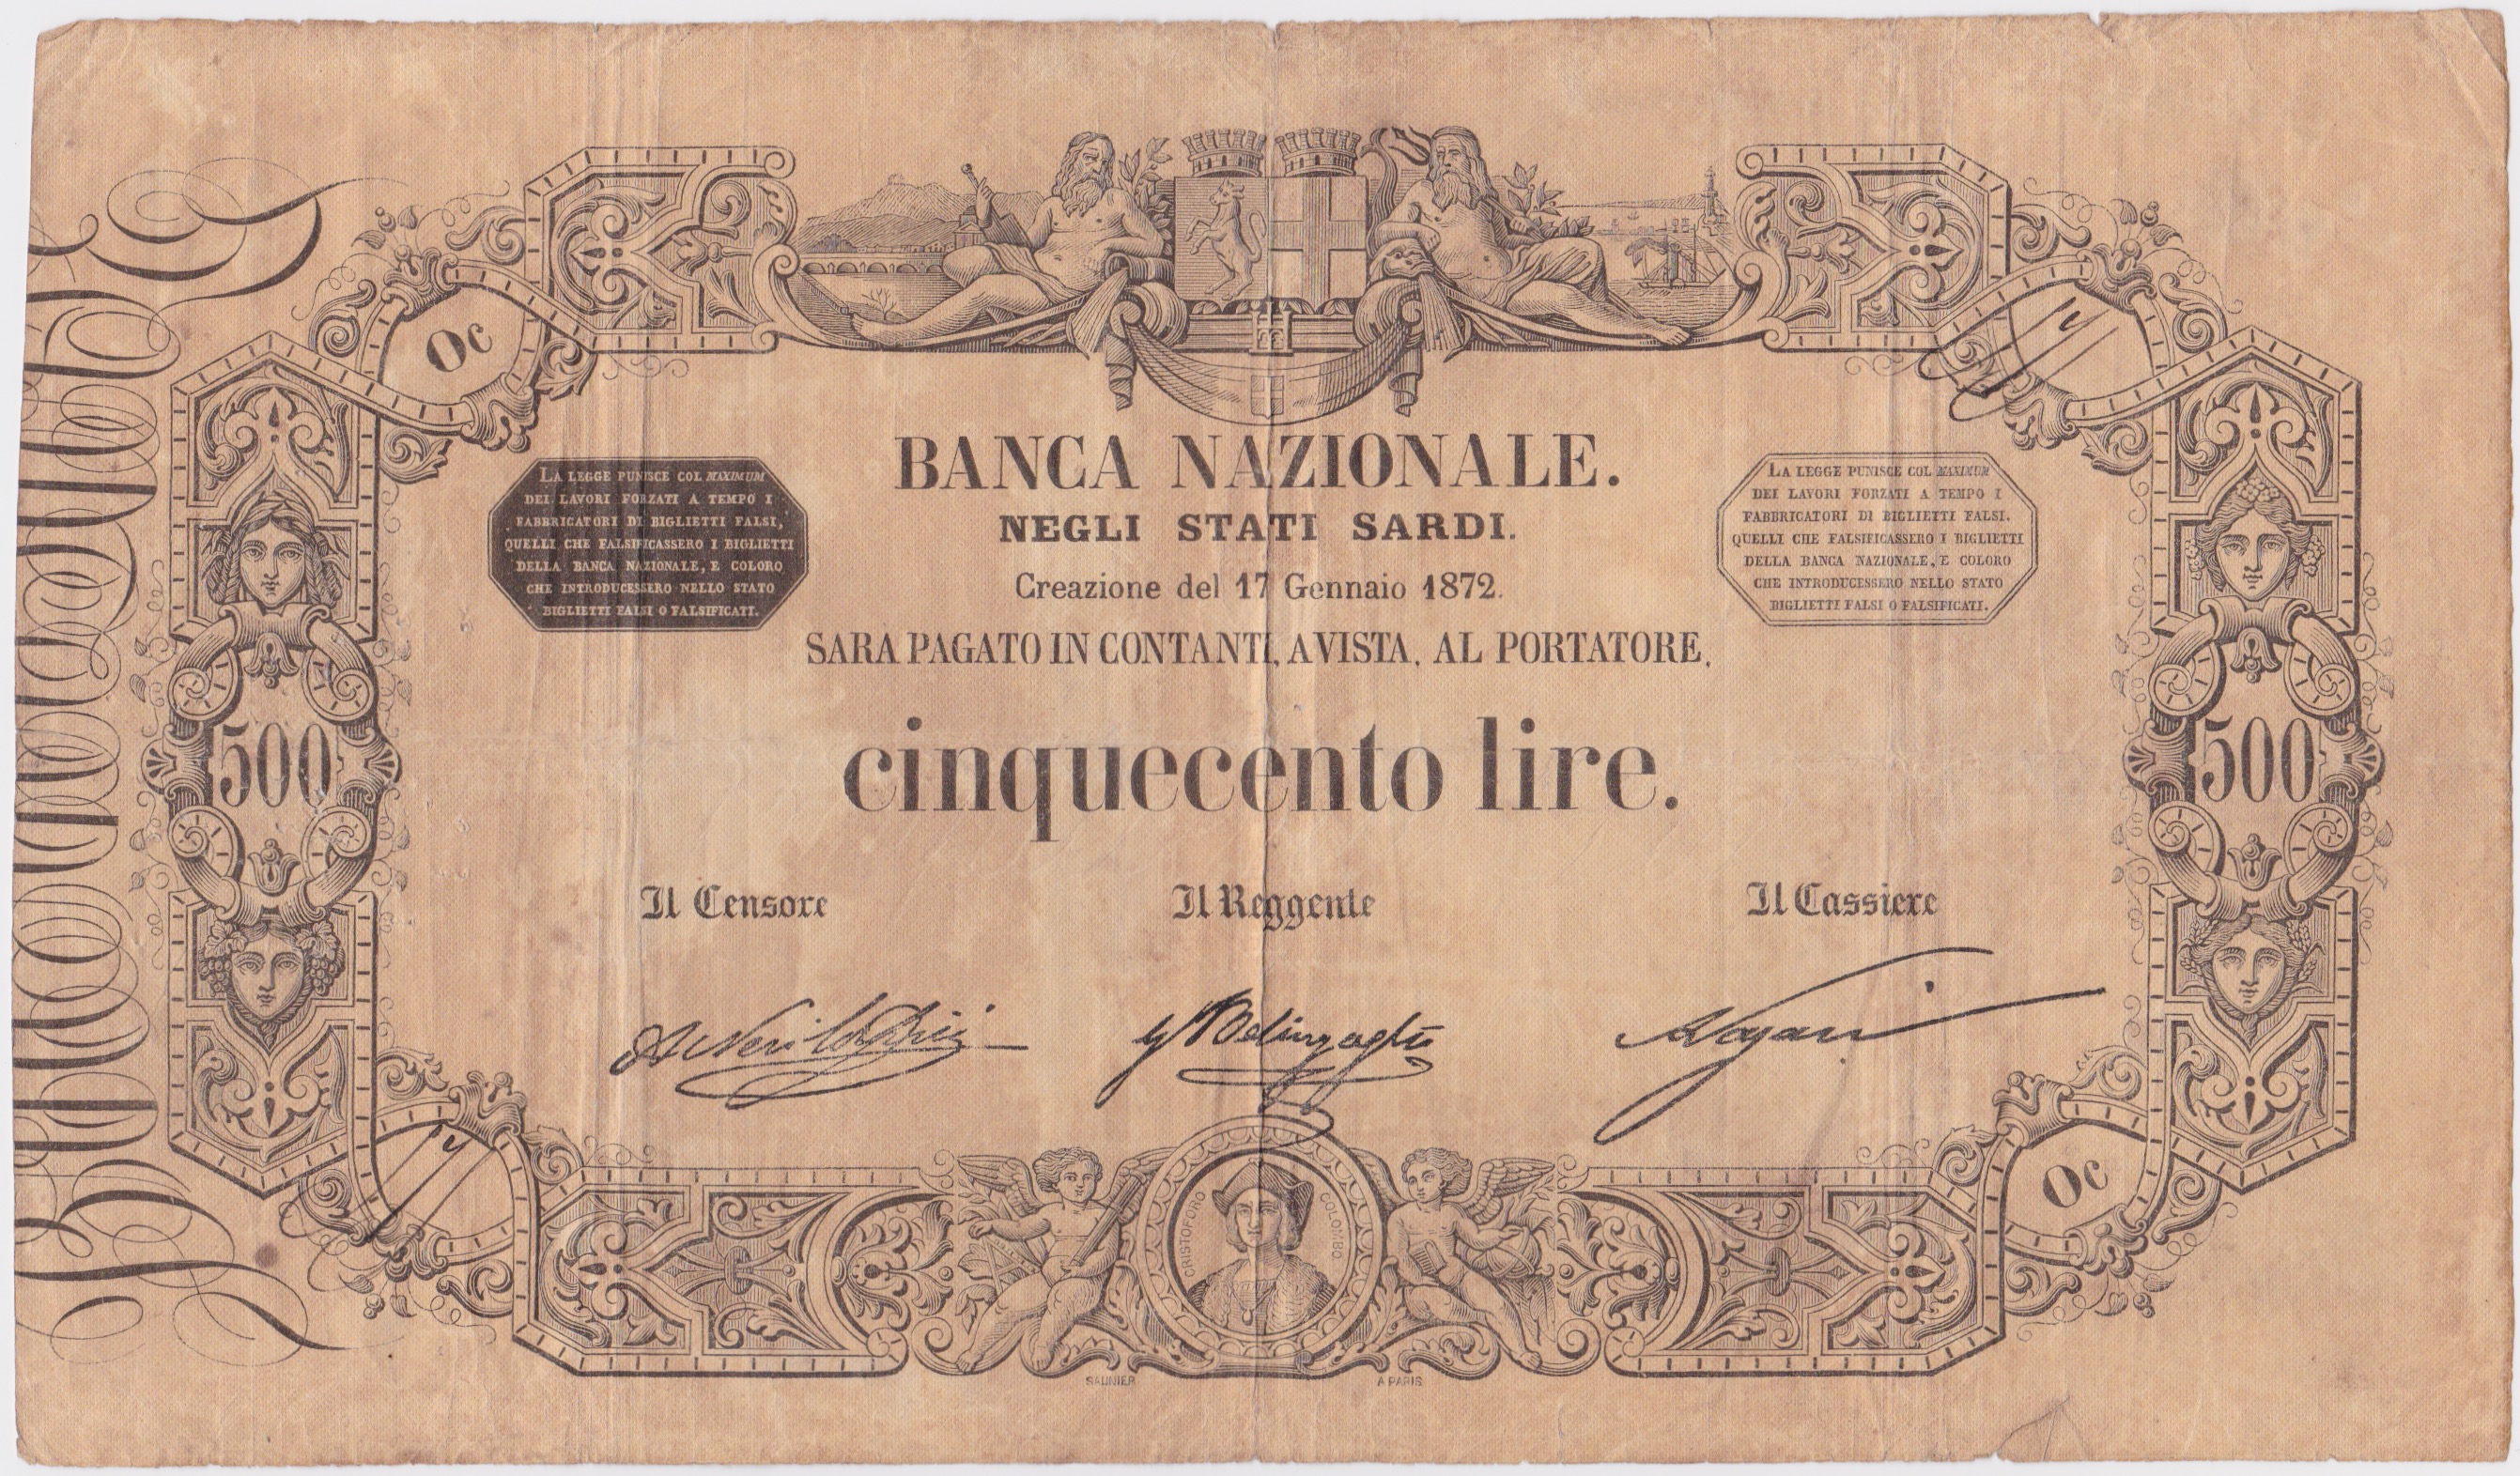 Oc
BANCA NAZIONALE.
NEGLI STATI SARDI.
Creazione del 17 Gennaio 1872.
SARA PAGATO IN CONTANTI, A VISTA, AL PORTATORE,
cinquecento lire.
LA LEGGE PUNISCE COL MAXIMUM
DEI LAVORI FORZATI A TEMPO I
FABBRICATORI DI BIGLIETTI FALSI,
QUELLI CHE FALSIFICASSERO I BIGLIETTI
DELLA BANCA NAZIONALE, E COLORO
CHE INTRODUCESSERO NELLO STATO
BIGLIETTI FALSI O FALSIFICATI.
LA LEGGE PUNISCE COL MAXIMUM
DEI LAVORI FORZATI A TEMPO I
FABBRICATORI DI BIGLIETTI FALSI.
QUELLI CHE FALSIFICASSERO I BIGLIETTI
DELLA BANCA NAZIONALE, E COLORO
CHE INTRODUCESSERO NELLO STATO
BIGLIETTI FALSI O FALSIFICATI.
500
500
Il Censore
Il Reggente
Il Cassiere
Oc
CRISTOFORO COLOMBO
SAUNIER A PARIS